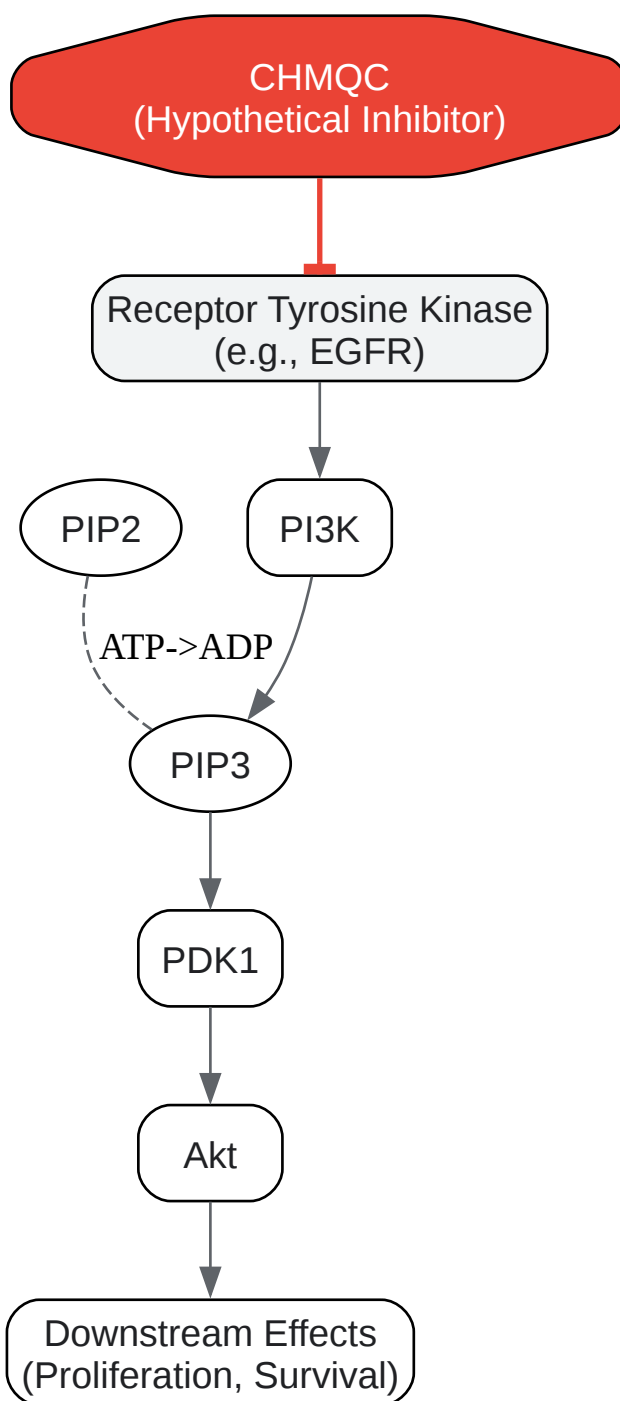 CHMQC
(Hypothetical Inhibitor)
Receptor Tyrosine Kinase
(e.g., EGFR)
PIP2
PI3K
ATP->ADP
PIP3
PDK1
Akt
Downstream Effects
(Proliferation, Survival)